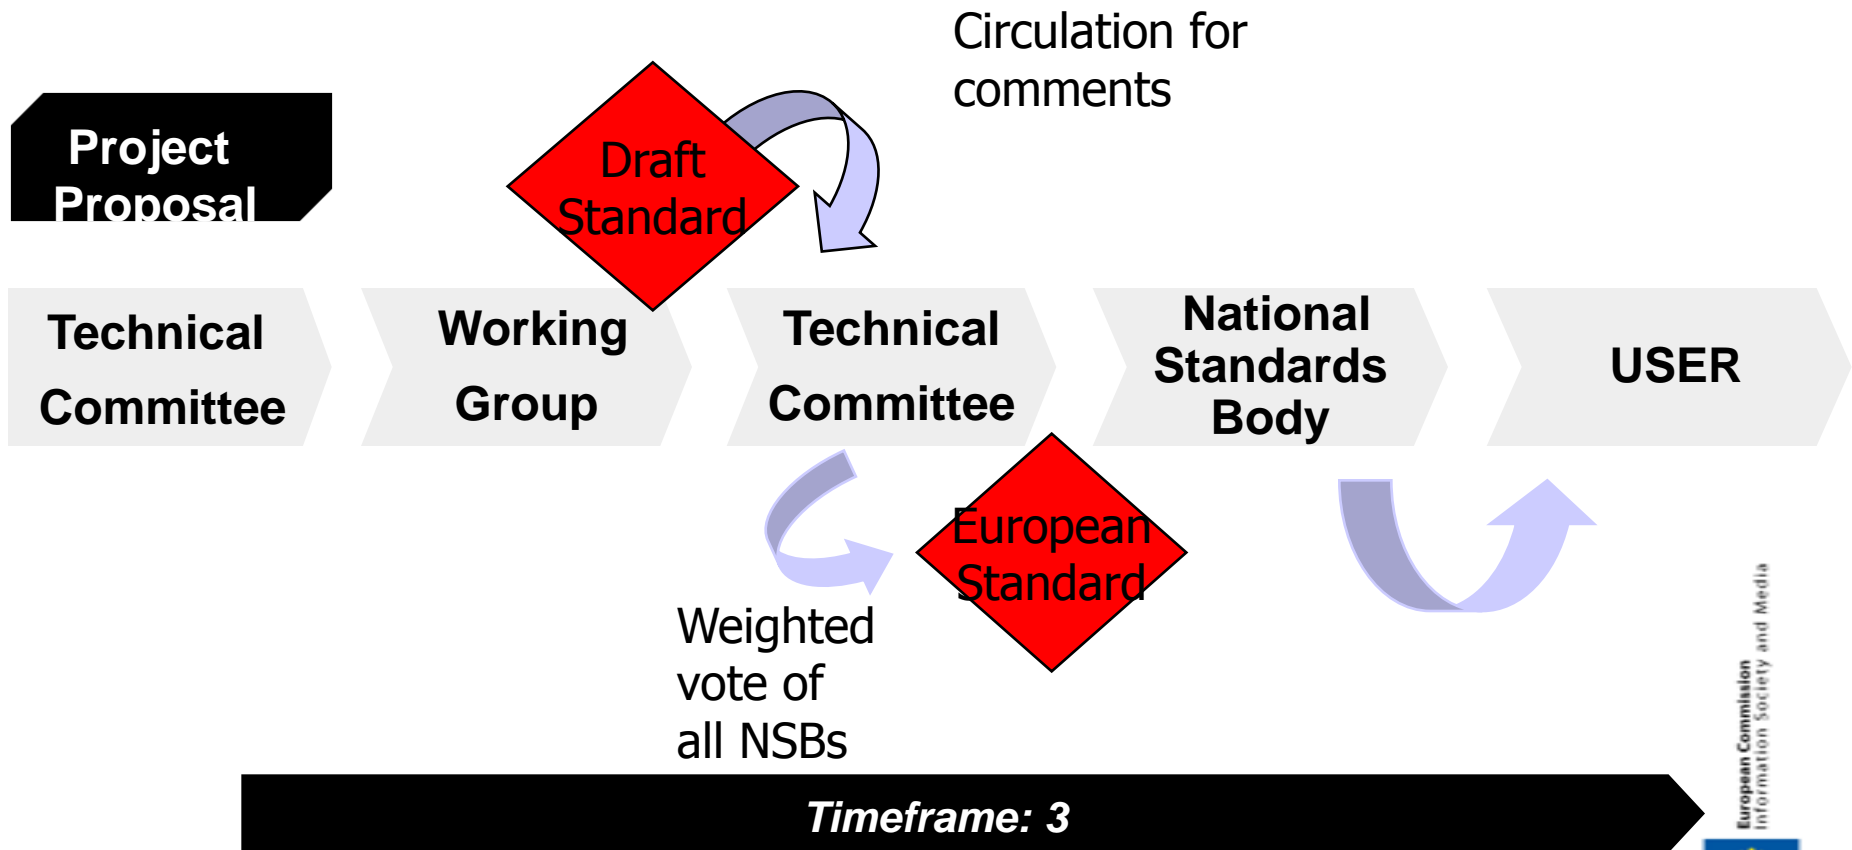 Circulation for
comments
Project
Proposal
Draft
Standard
Technical
Committee
Working
Group
Technical
Committee
National
Standards
Body
USER
European
Standard
Weighted
vote of
all NSBs
Timeframe: 3
European Commission
Information Society and Media